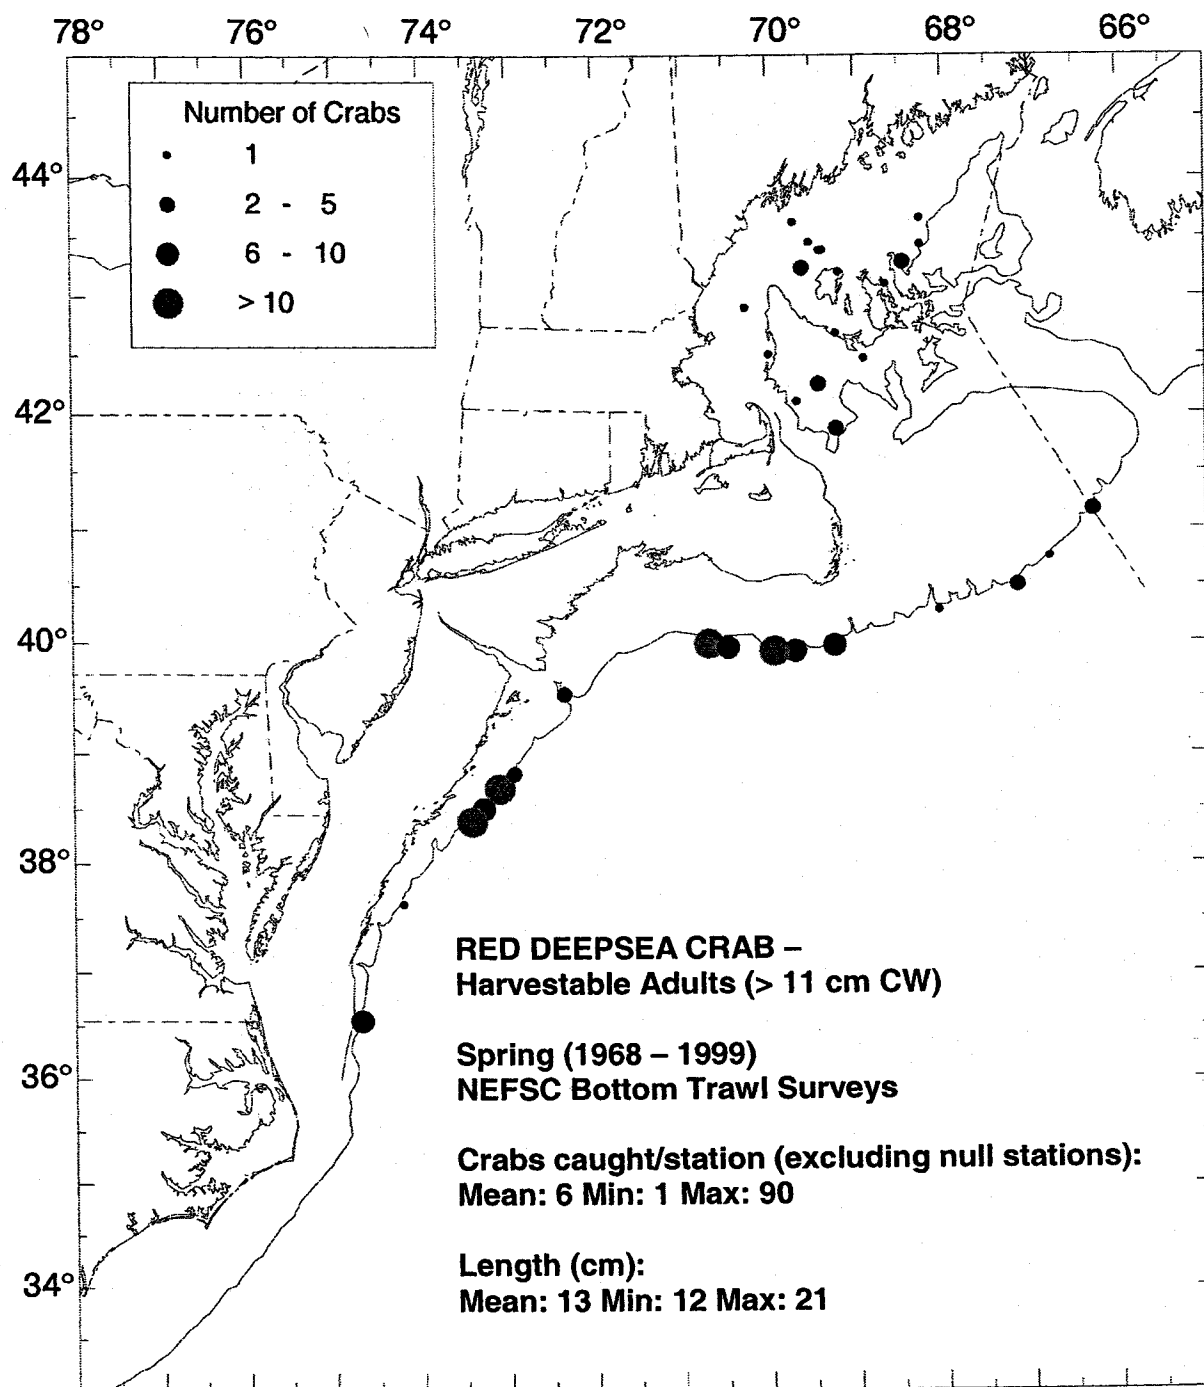 78° 76° 74° 72° 70° 68° 66°
Number of Crabs
1
2 - 5
6 - 10
> 10
44°
42°
40°
38°
36°
34°
RED DEEPSEA CRAB –
Harvestable Adults (> 11 cm CW)
Spring (1968 – 1999)
NEFSC Bottom Trawl Surveys
Crabs caught/station (excluding null stations):
Mean: 6 Min: 1 Max: 90
Length (cm):
Mean: 13 Min: 12 Max: 21